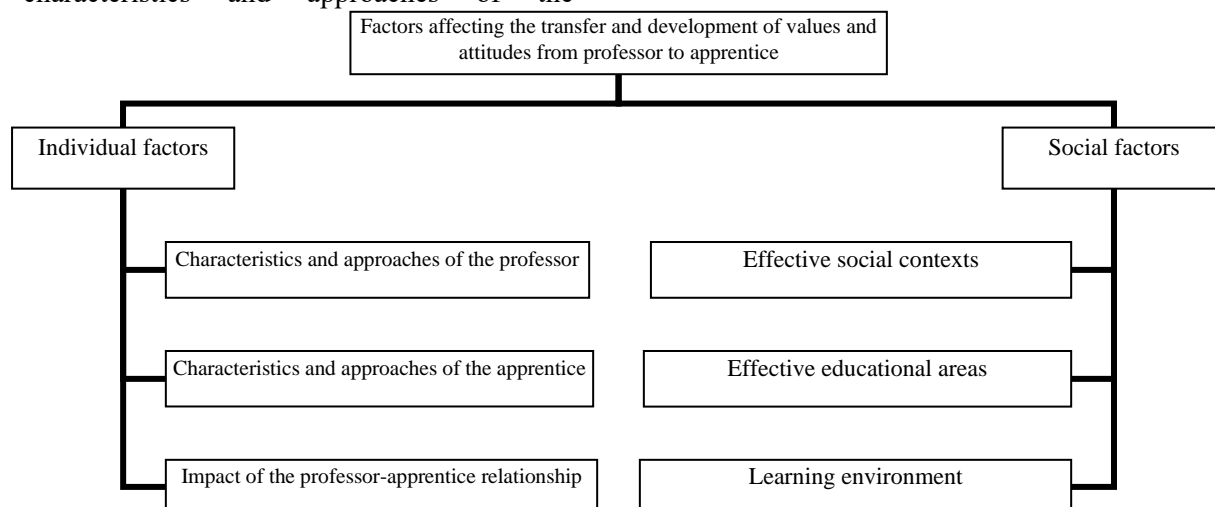 characteristics and approaches of the
Factors affecting the transfer and development of values and
attitudes from professor to apprentice
Individual factors
Social factors
Characteristics and approaches of the professor
Effective social contexts
Characteristics and approaches of the apprentice
Effective educational areas
Impact of the professor-apprentice relationship
Learning environment